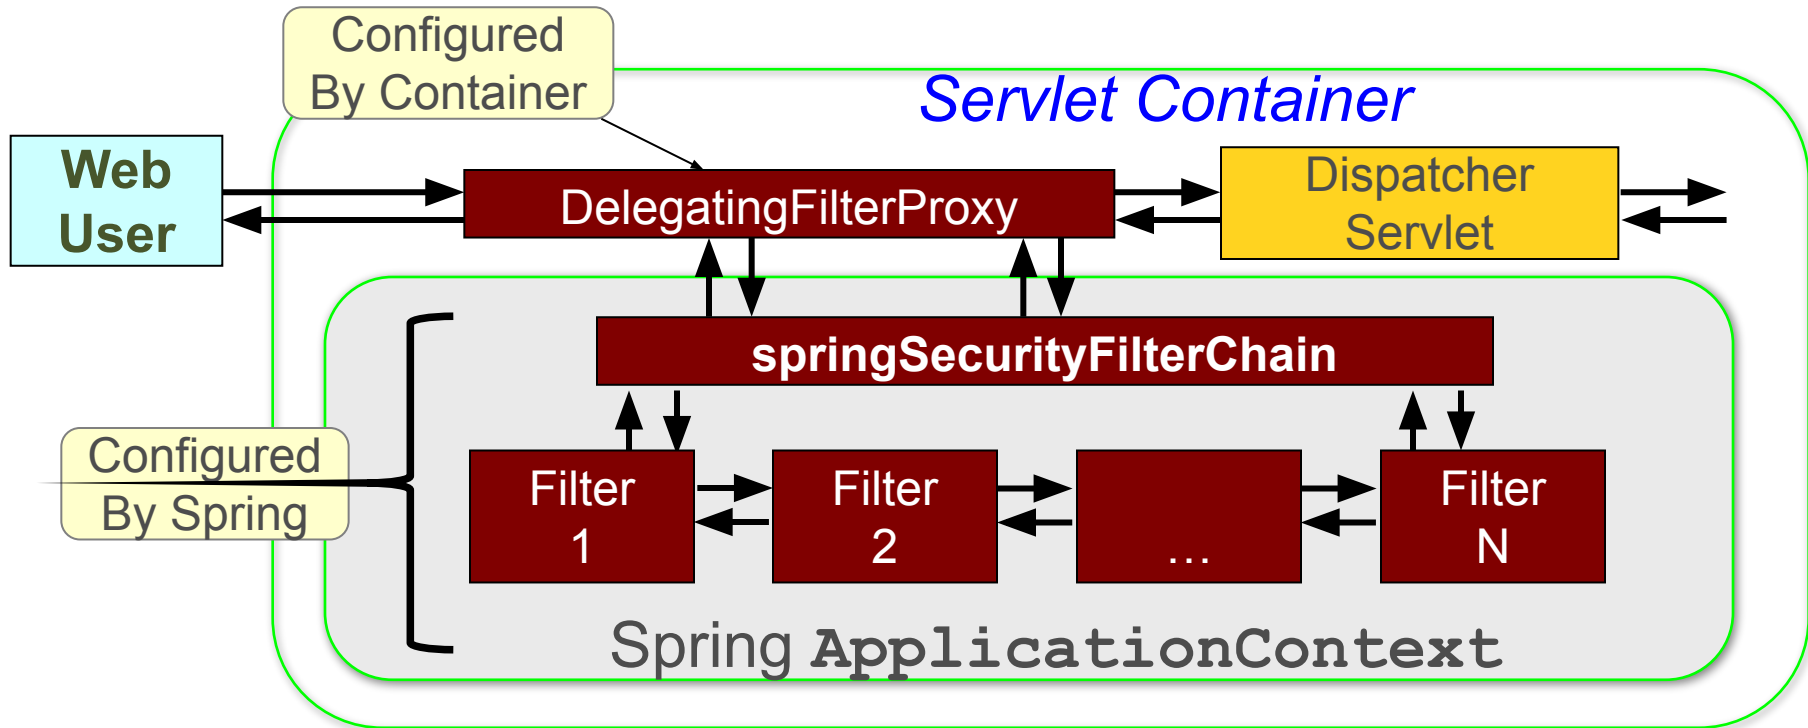 Configured
By Container
Servlet Container
Web
User
DelegatingFilterProxy
Dispatcher
Servlet
springSecurityFilterChain
Configured
By Spring
Filter
1
Filter
2
...
Filter
N
Spring ApplicationContext